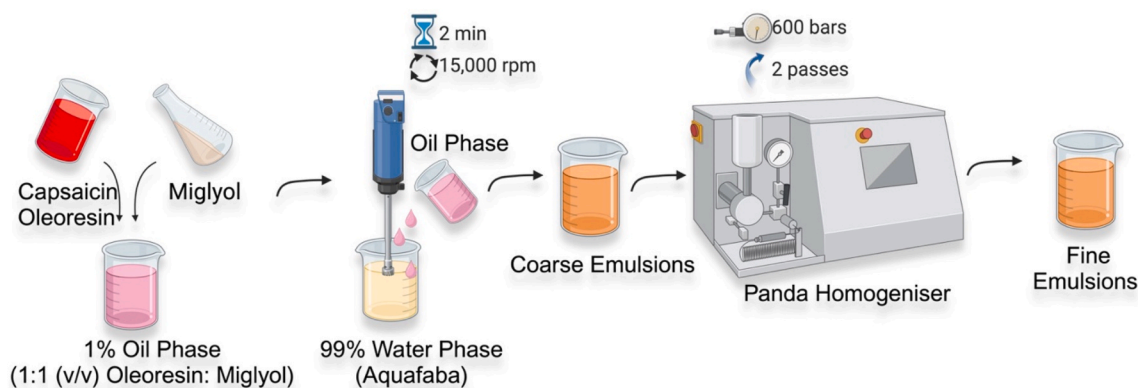 2 min
15,000 rpm
600 bars
2 passes
Capsaicin
Oleoresin
Miglyol
Oil Phase
Coarse Emulsions
Panda Homogeniser
Fine
Emulsions
1% Oil Phase
(1:1 (v/v) Oleoresin: Miglyol)
99% Water Phase
(Aquafaba)